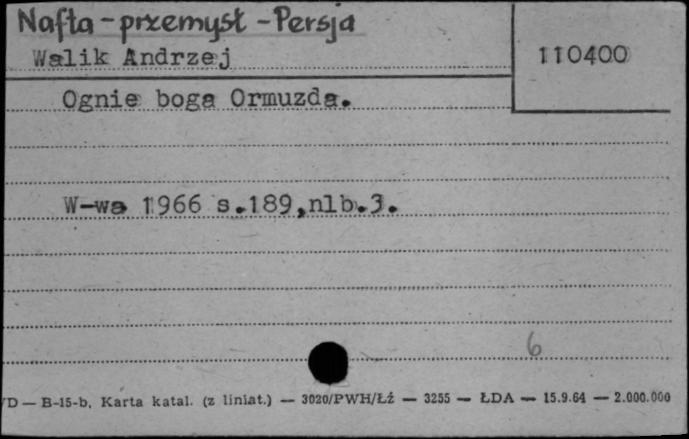 Nafta - przemysł - Persja
Walik Andrzej
110400
Ognie boga Ormuzda.
W-wa 1966 s.189,nlb.3.
6
/D — B-15-b, Karta katal. (z liniat.) — 3020/PWH/Łź — 3255 — ŁDA — 15.9.64 — 2.000.000